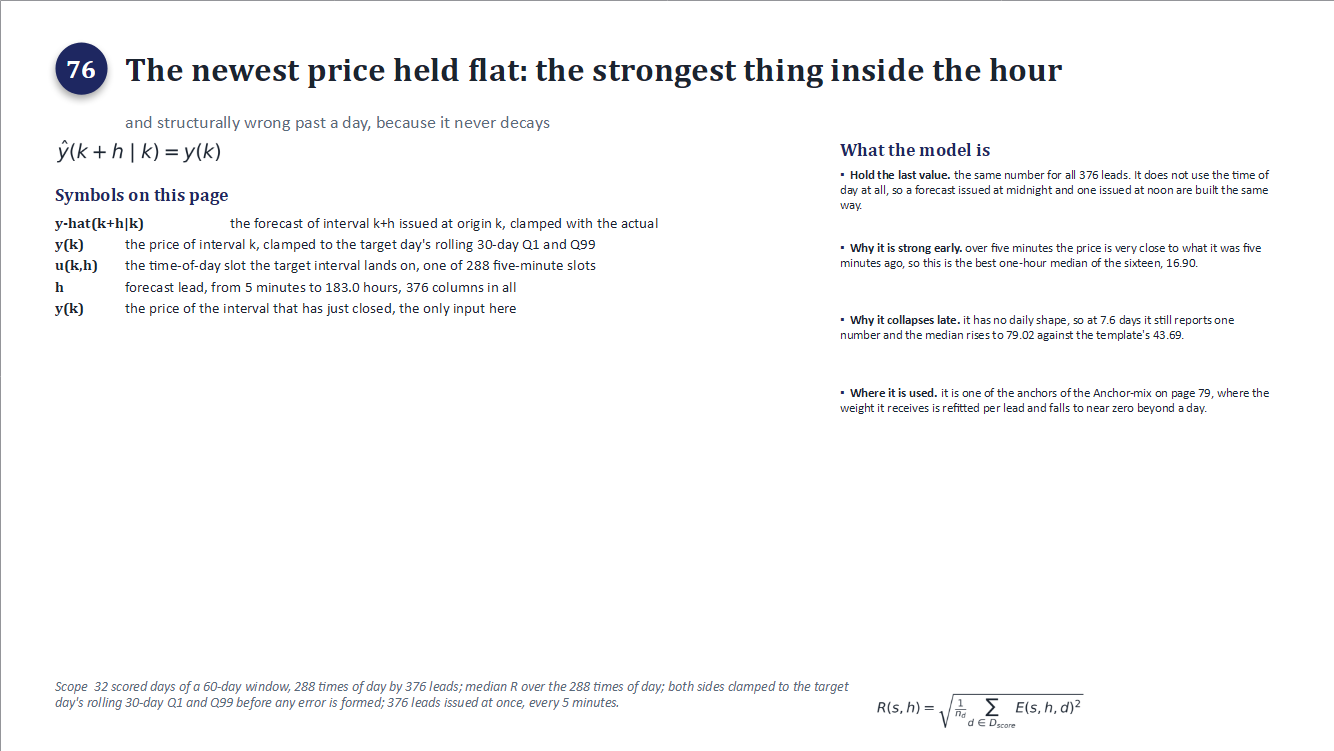 76
The newest price held flat: the strongest thing inside the hour
and structurally wrong past a day, because it never decays
ŷ(k + h | k) = y(k)
Symbols on this page
y-hat(k+h|k) the forecast of interval k+h issued at origin k, clamped with the actual
y(k) the price of interval k, clamped to the target day's rolling 30-day Q1 and Q99
u(k,h) the time-of-day slot the target interval lands on, one of 288 five-minute slots
h forecast lead, from 5 minutes to 183.0 hours, 376 columns in all
y(k) the price of the interval that has just closed, the only input here
What the model is
▪ Hold the last value. the same number for all 376 leads. It does not use the time of
day at all, so a forecast issued at midnight and one issued at noon are built the same
way.
▪ Why it is strong early. over five minutes the price is very close to what it was five
minutes ago, so this is the best one-hour median of the sixteen, 16.90.
▪ Why it collapses late. it has no daily shape, so at 7.6 days it still reports one
number and the median rises to 79.02 against the template's 43.69.
▪ Where it is used. it is one of the anchors of the Anchor-mix on page 79, where the
weight it receives is refitted per lead and falls to near zero beyond a day.
Scope 32 scored days of a 60-day window, 288 times of day by 376 leads; median R over the 288 times of day; both sides clamped to the target
day's rolling 30-day Q1 and Q99 before any error is formed; 376 leads issued at once, every 5 minutes.
R(s, h) = √(1/n_d ∑_{d ∈ D_score} E(s, h, d)²)